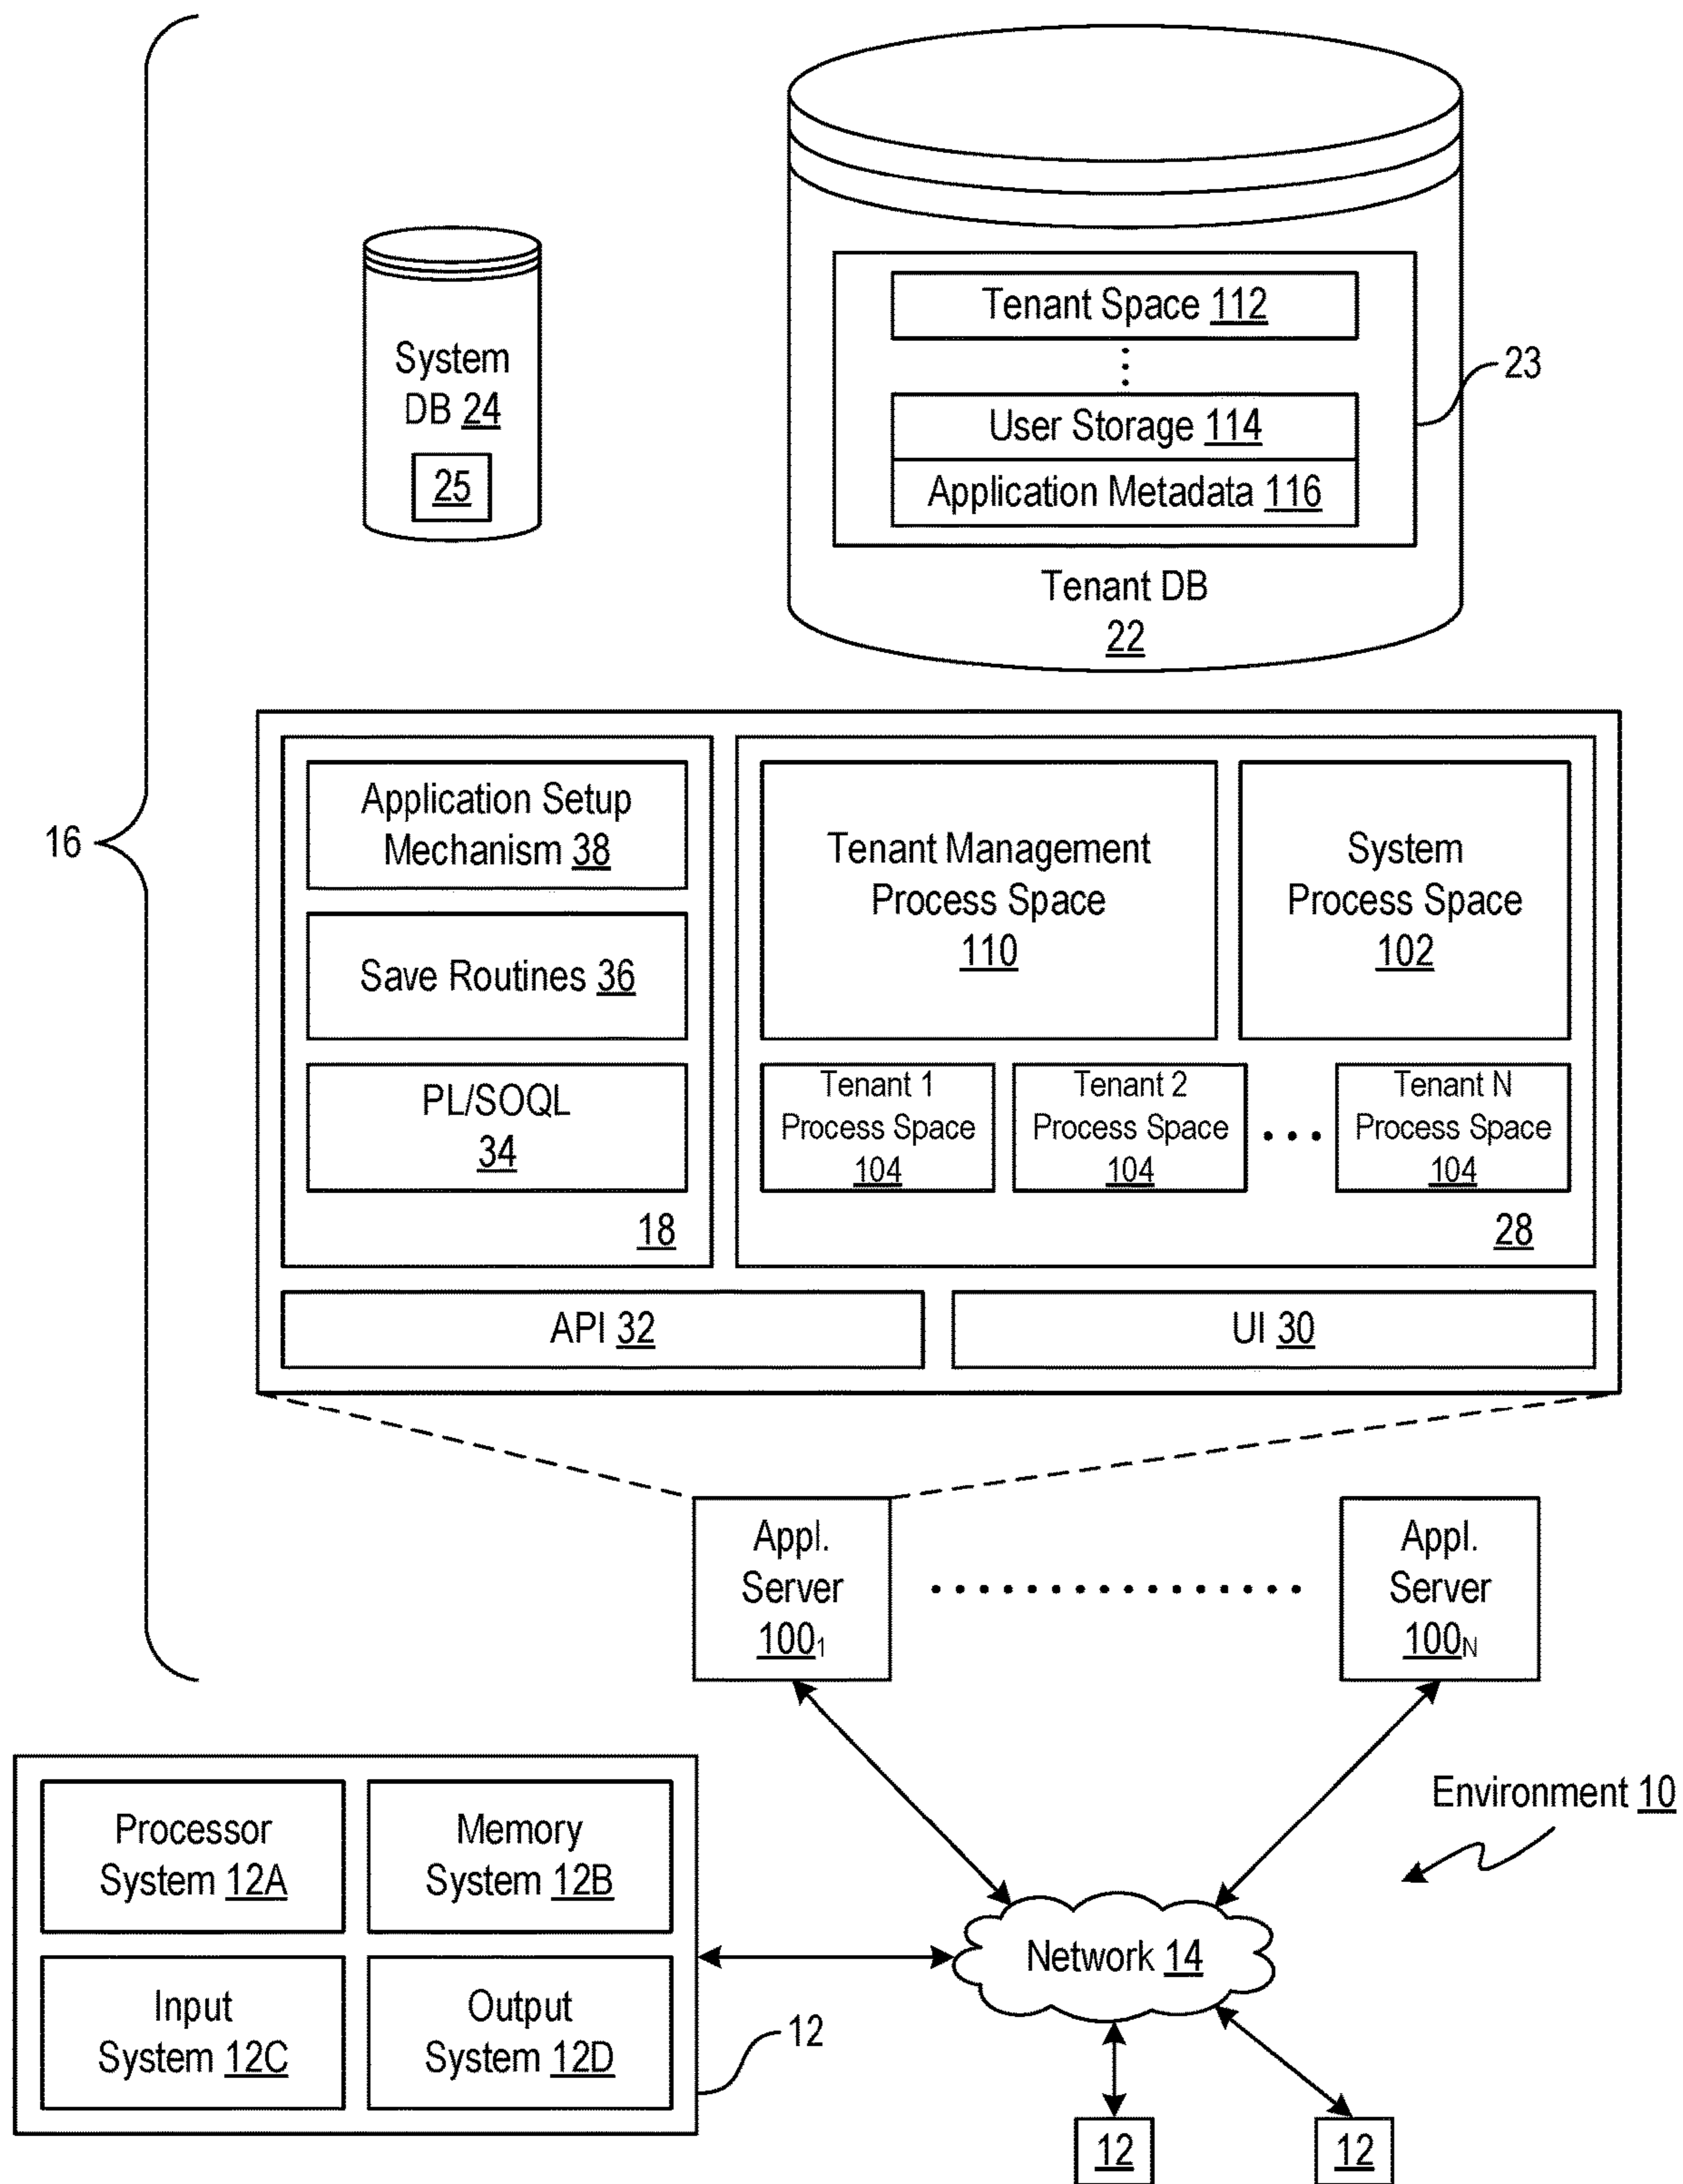 System
DB 24
25
Tenant Space 112
User Storage 114
Application Metadata 116
23
Tenant DB
22
16
Application Setup
Mechanism 38
Save Routines 36
PL/SOQL
34
18
Tenant Management
Process Space
110
System
Process Space
102
Tenant 1
Process Space
104
Tenant 2
Process Space
104
Tenant N
Process Space
104
28
API 32
UI 30
Appl.
Server
100₁
Appl.
Server
100N
Environment 10
Processor
System 12A
Memory
System 12B
Input
System 12C
Output
System 12D
12
Network 14
12
12